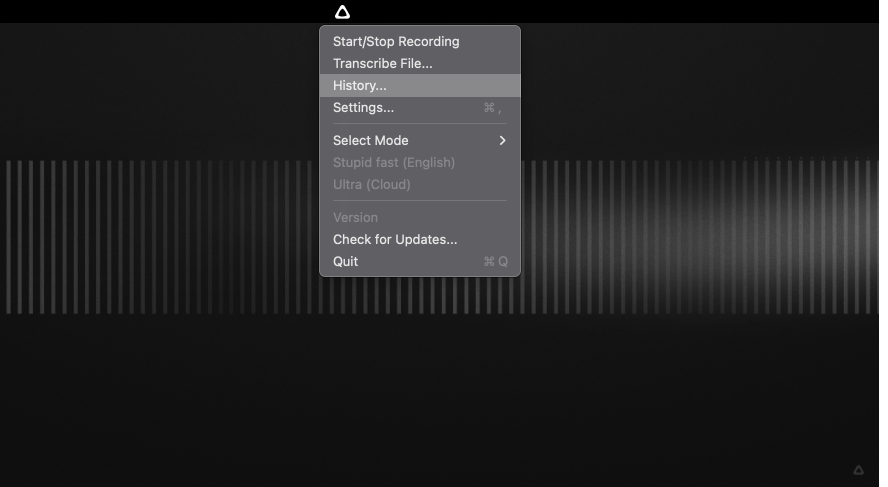 Start/Stop Recording
Transcribe File...
History...
Settings... ⌘ ,
Select Mode
Stupid fast (English)
Ultra (Cloud)
Version
Check for Updates...
Quit ⌘ Q